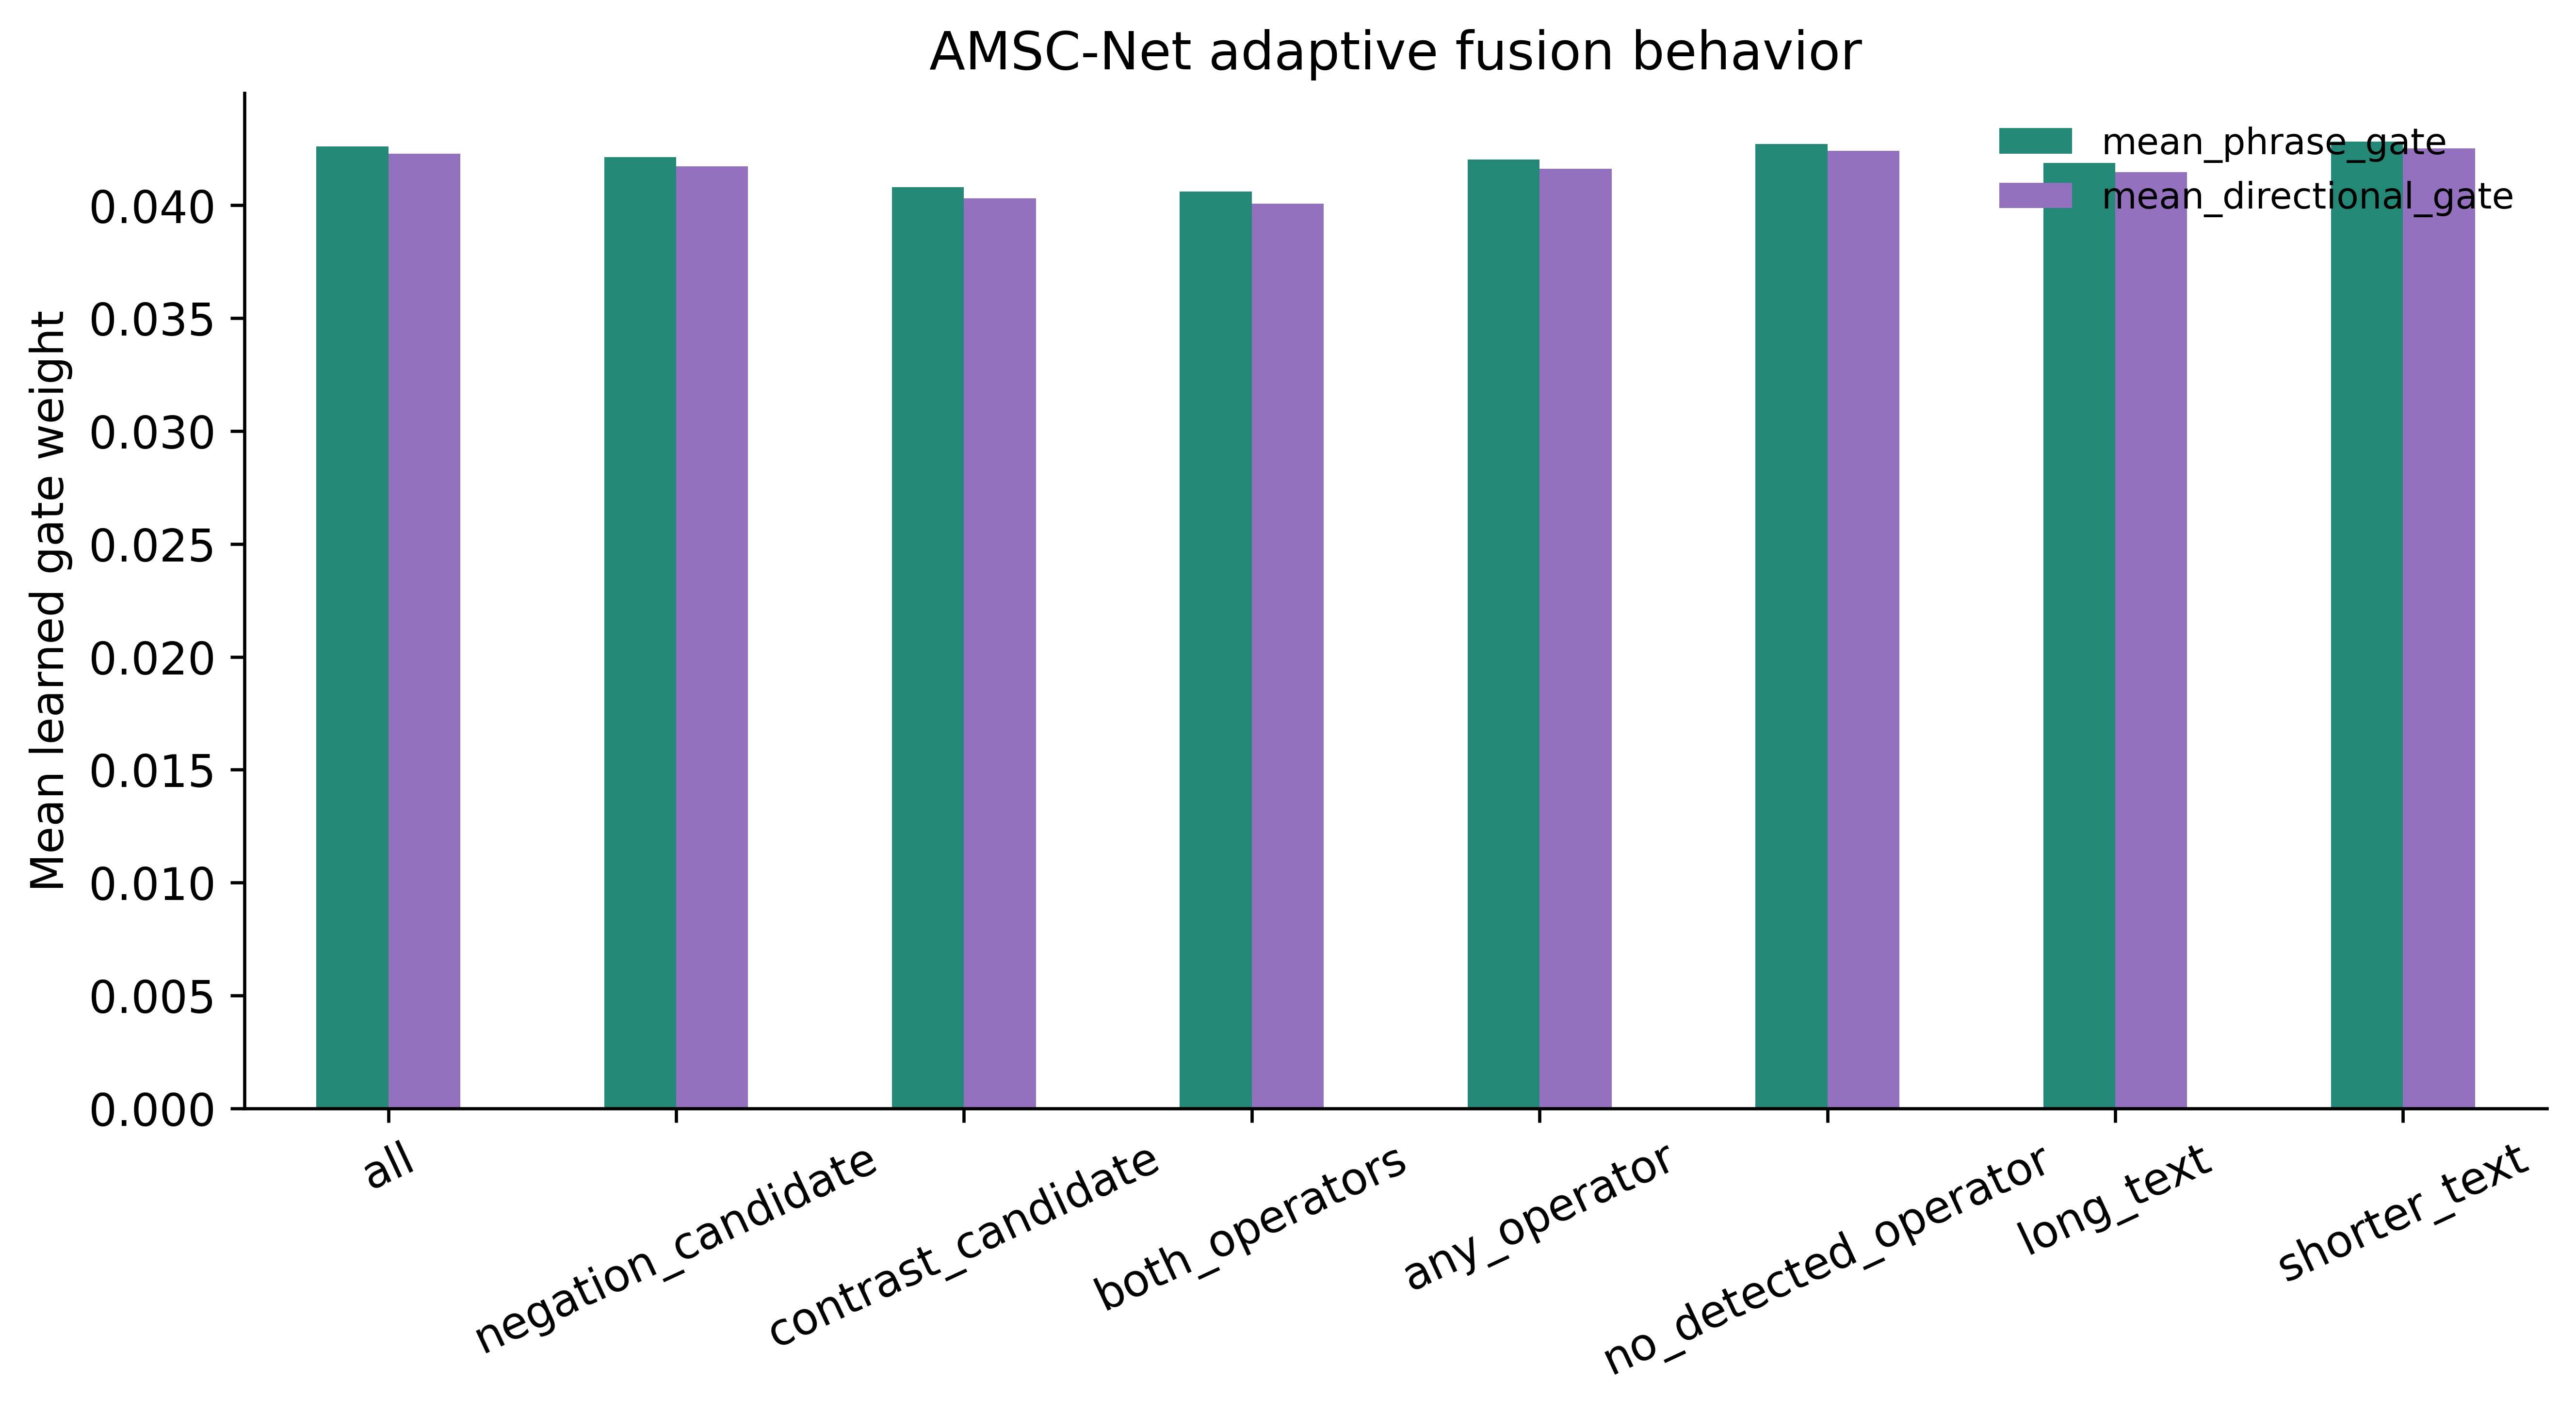 AMSC-Net adaptive fusion behavior
mean_phrase_gate
mean_directional_gate
Mean learned gate weight
0.040
0.035
0.030
0.025
0.020
0.015
0.010
0.005
0.000
all
negation_candidate
contrast_candidate
both_operators
any_operator
no_detected_operator
long_text
shorter_text